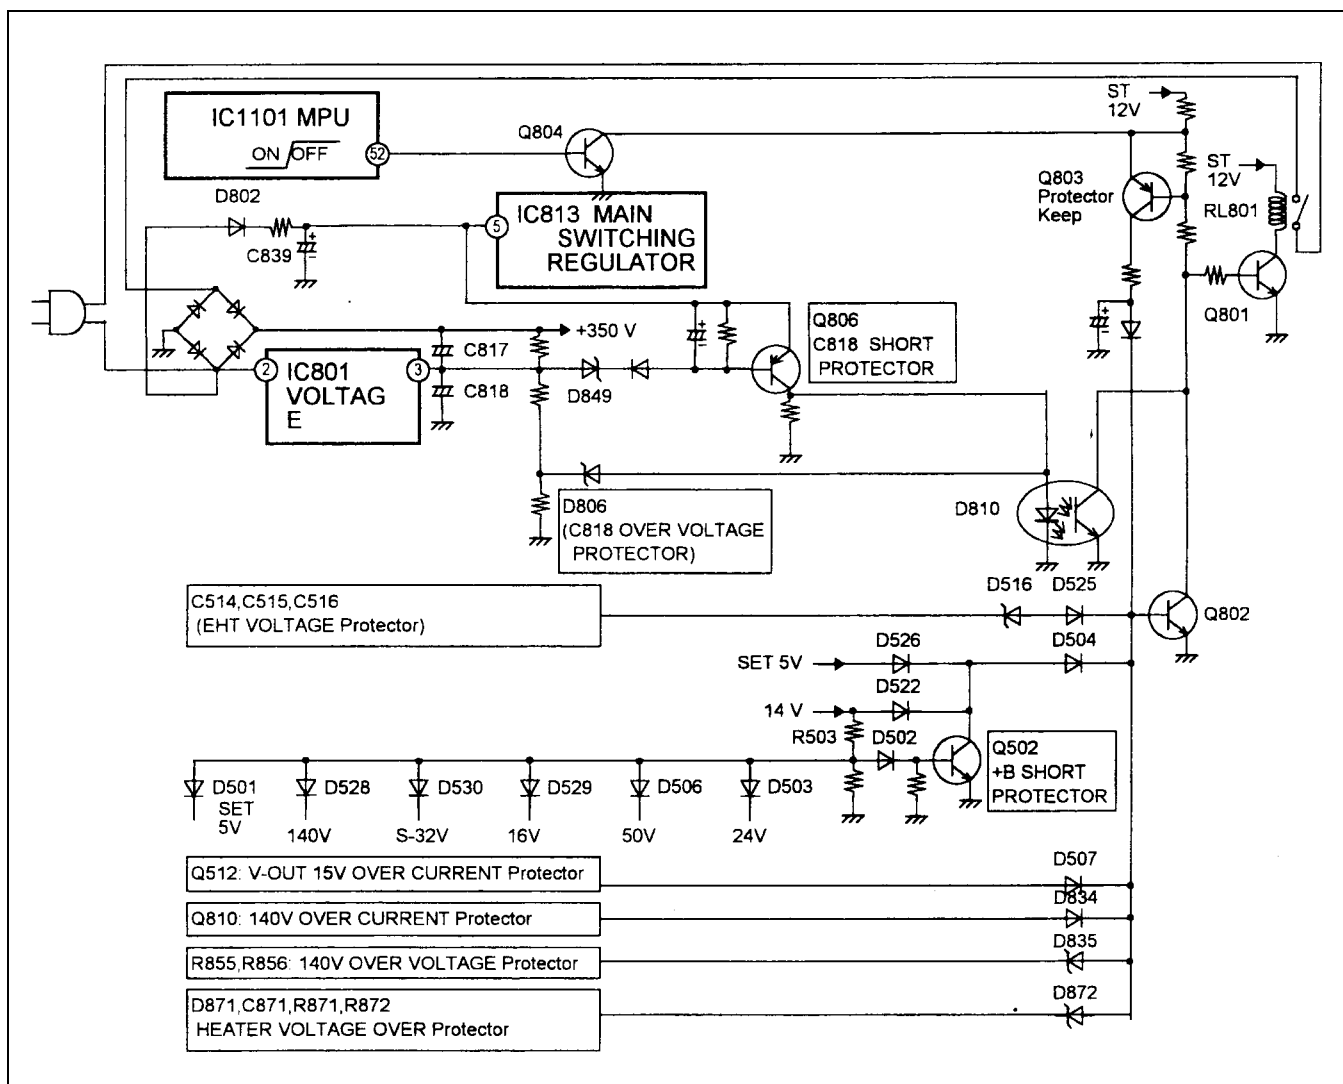 IC1101 MPU
ON OFF
52
Q804
ST
12V
Q803
Protector
Keep
ST
12V
RL801
Q801
D802
C839
5
IC813 MAIN
SWITCHING
REGULATOR
+350 V
C817
C818
2
IC801
VOLTAG
E
3
D849
Q806
C818 SHORT
PROTECTOR
D806
(C818 OVER VOLTAGE
PROTECTOR)
D810
C514,C515,C516
(EHT VOLTAGE Protector)
D516
D525
Q802
SET 5V
D526
D504
14 V
D522
R503
D502
Q502
+B SHORT
PROTECTOR
D501
SET
5V
D528
140V
D530
S-32V
D529
16V
D506
50V
D503
24V
Q512: V-OUT 15V OVER CURRENT Protector
D507
Q810: 140V OVER CURRENT Protector
D834
R855,R856: 140V OVER VOLTAGE Protector
D835
D871,C871,R871,R872
HEATER VOLTAGE OVER Protector
D872